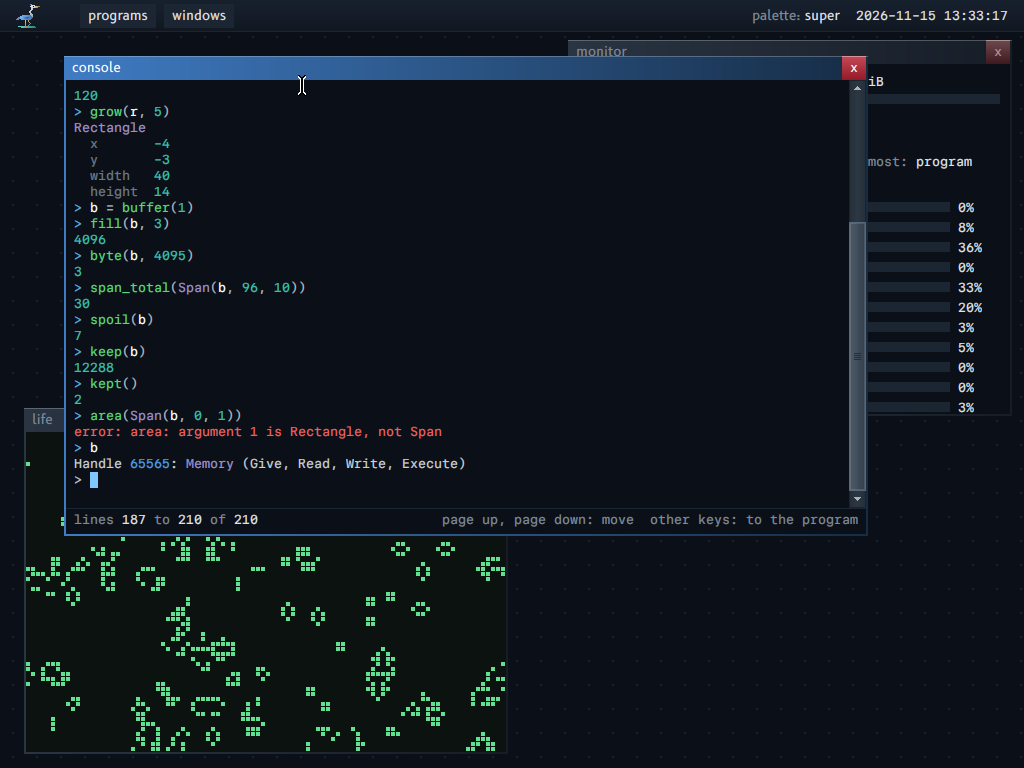 programs windows palette: super 2026-11-15 13:33:17
monitor x
console x
iB
120
> grow(r, 5)
Rectangle
x -4
y -3
width 40
height 14
> b = buffer(1)
> fill(b, 3)
4096
> byte(b, 4095)
3
> span_total(Span(b, 96, 10))
30
> spoil(b)
7
> keep(b)
12288
> kept()
2
> area(Span(b, 0, 1))
error: area: argument 1 is Rectangle, not Span
> b
Handle 65565: Memory (Give, Read, Write, Execute)
>
lines 187 to 210 of 210 page up, page down: move other keys: to the program
most: program
0%
8%
36%
0%
33%
20%
3%
5%
0%
0%
3%
life